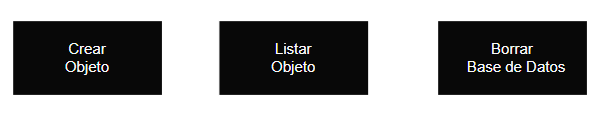 Crear
Objeto
Listar
Objeto
Borrar
Base de Datos